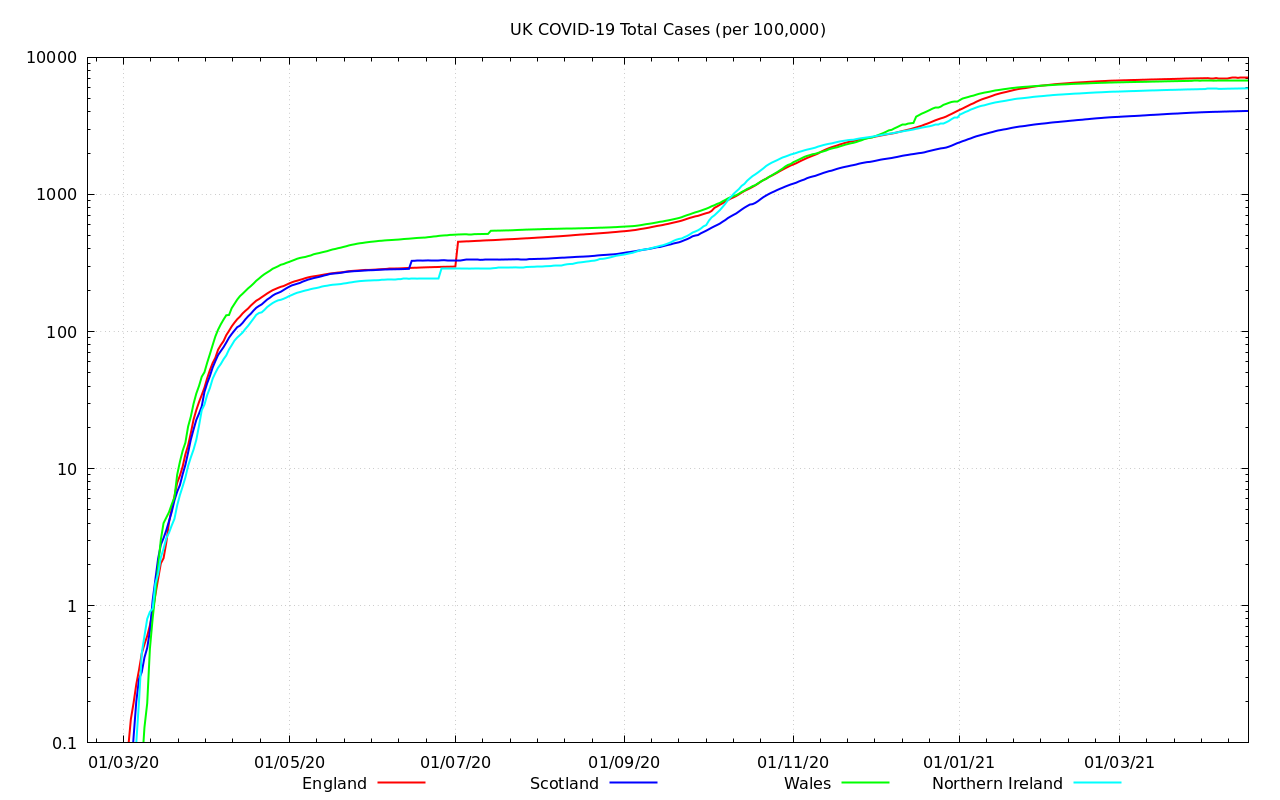 UK COVID-19 Total Cases (per 100,000)
10000
1000
100
10
1
0.1
01/03/20 01/05/20 01/07/20 01/09/20 01/11/20 01/01/21 01/03/21
England Scotland Wales Northern Ireland